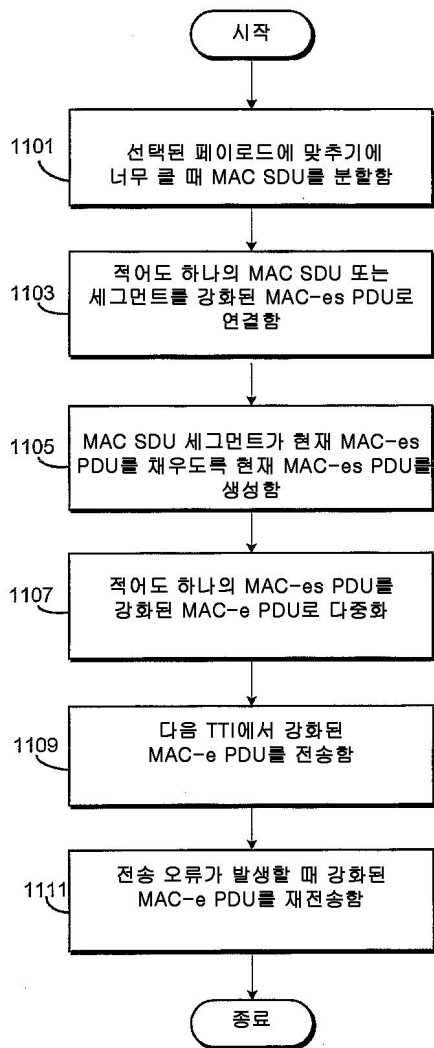 시작
1101
선택된 페이로드에 맞추기에
너무 클 때 MAC SDU를 분할함
1103
적어도 하나의 MAC SDU 또는
세그먼트를 강화된 MAC-es PDU로
연결함
1105
MAC SDU 세그먼트가 현재 MAC-es
PDU를 채우도록 현재 MAC-es PDU를
생성함
1107
적어도 하나의 MAC-es PDU를
강화된 MAC-e PDU로 다중화
1109
다음 TTI에서 강화된
MAC-e PDU를 전송함
1111
전송 오류가 발생할 때 강화된
MAC-e PDU를 재전송함
종료